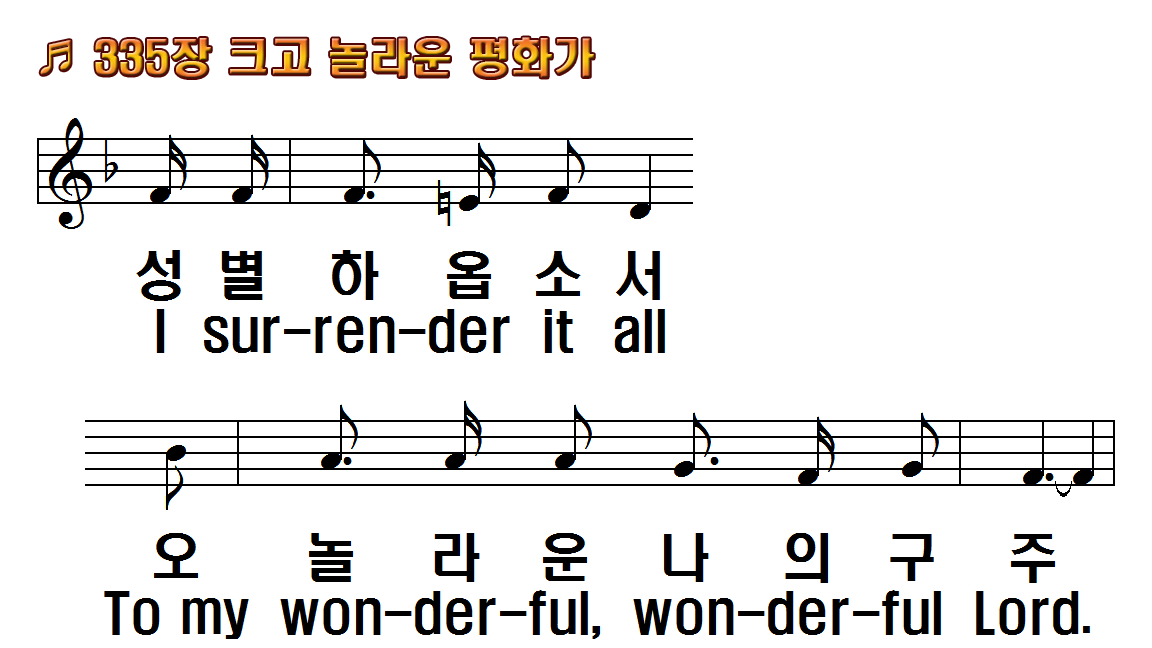 335장 크고 놀라운 평화가
성 별 하 옵 소 서
I sur-ren-der it all
오 놀 라 운 나 의 구 주
To my won-der-ful, won-der-ful Lord.